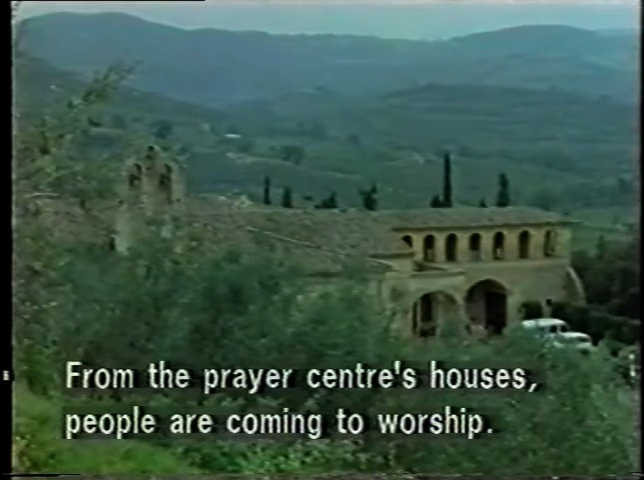 From the prayer centre's houses,
people are coming to worship.